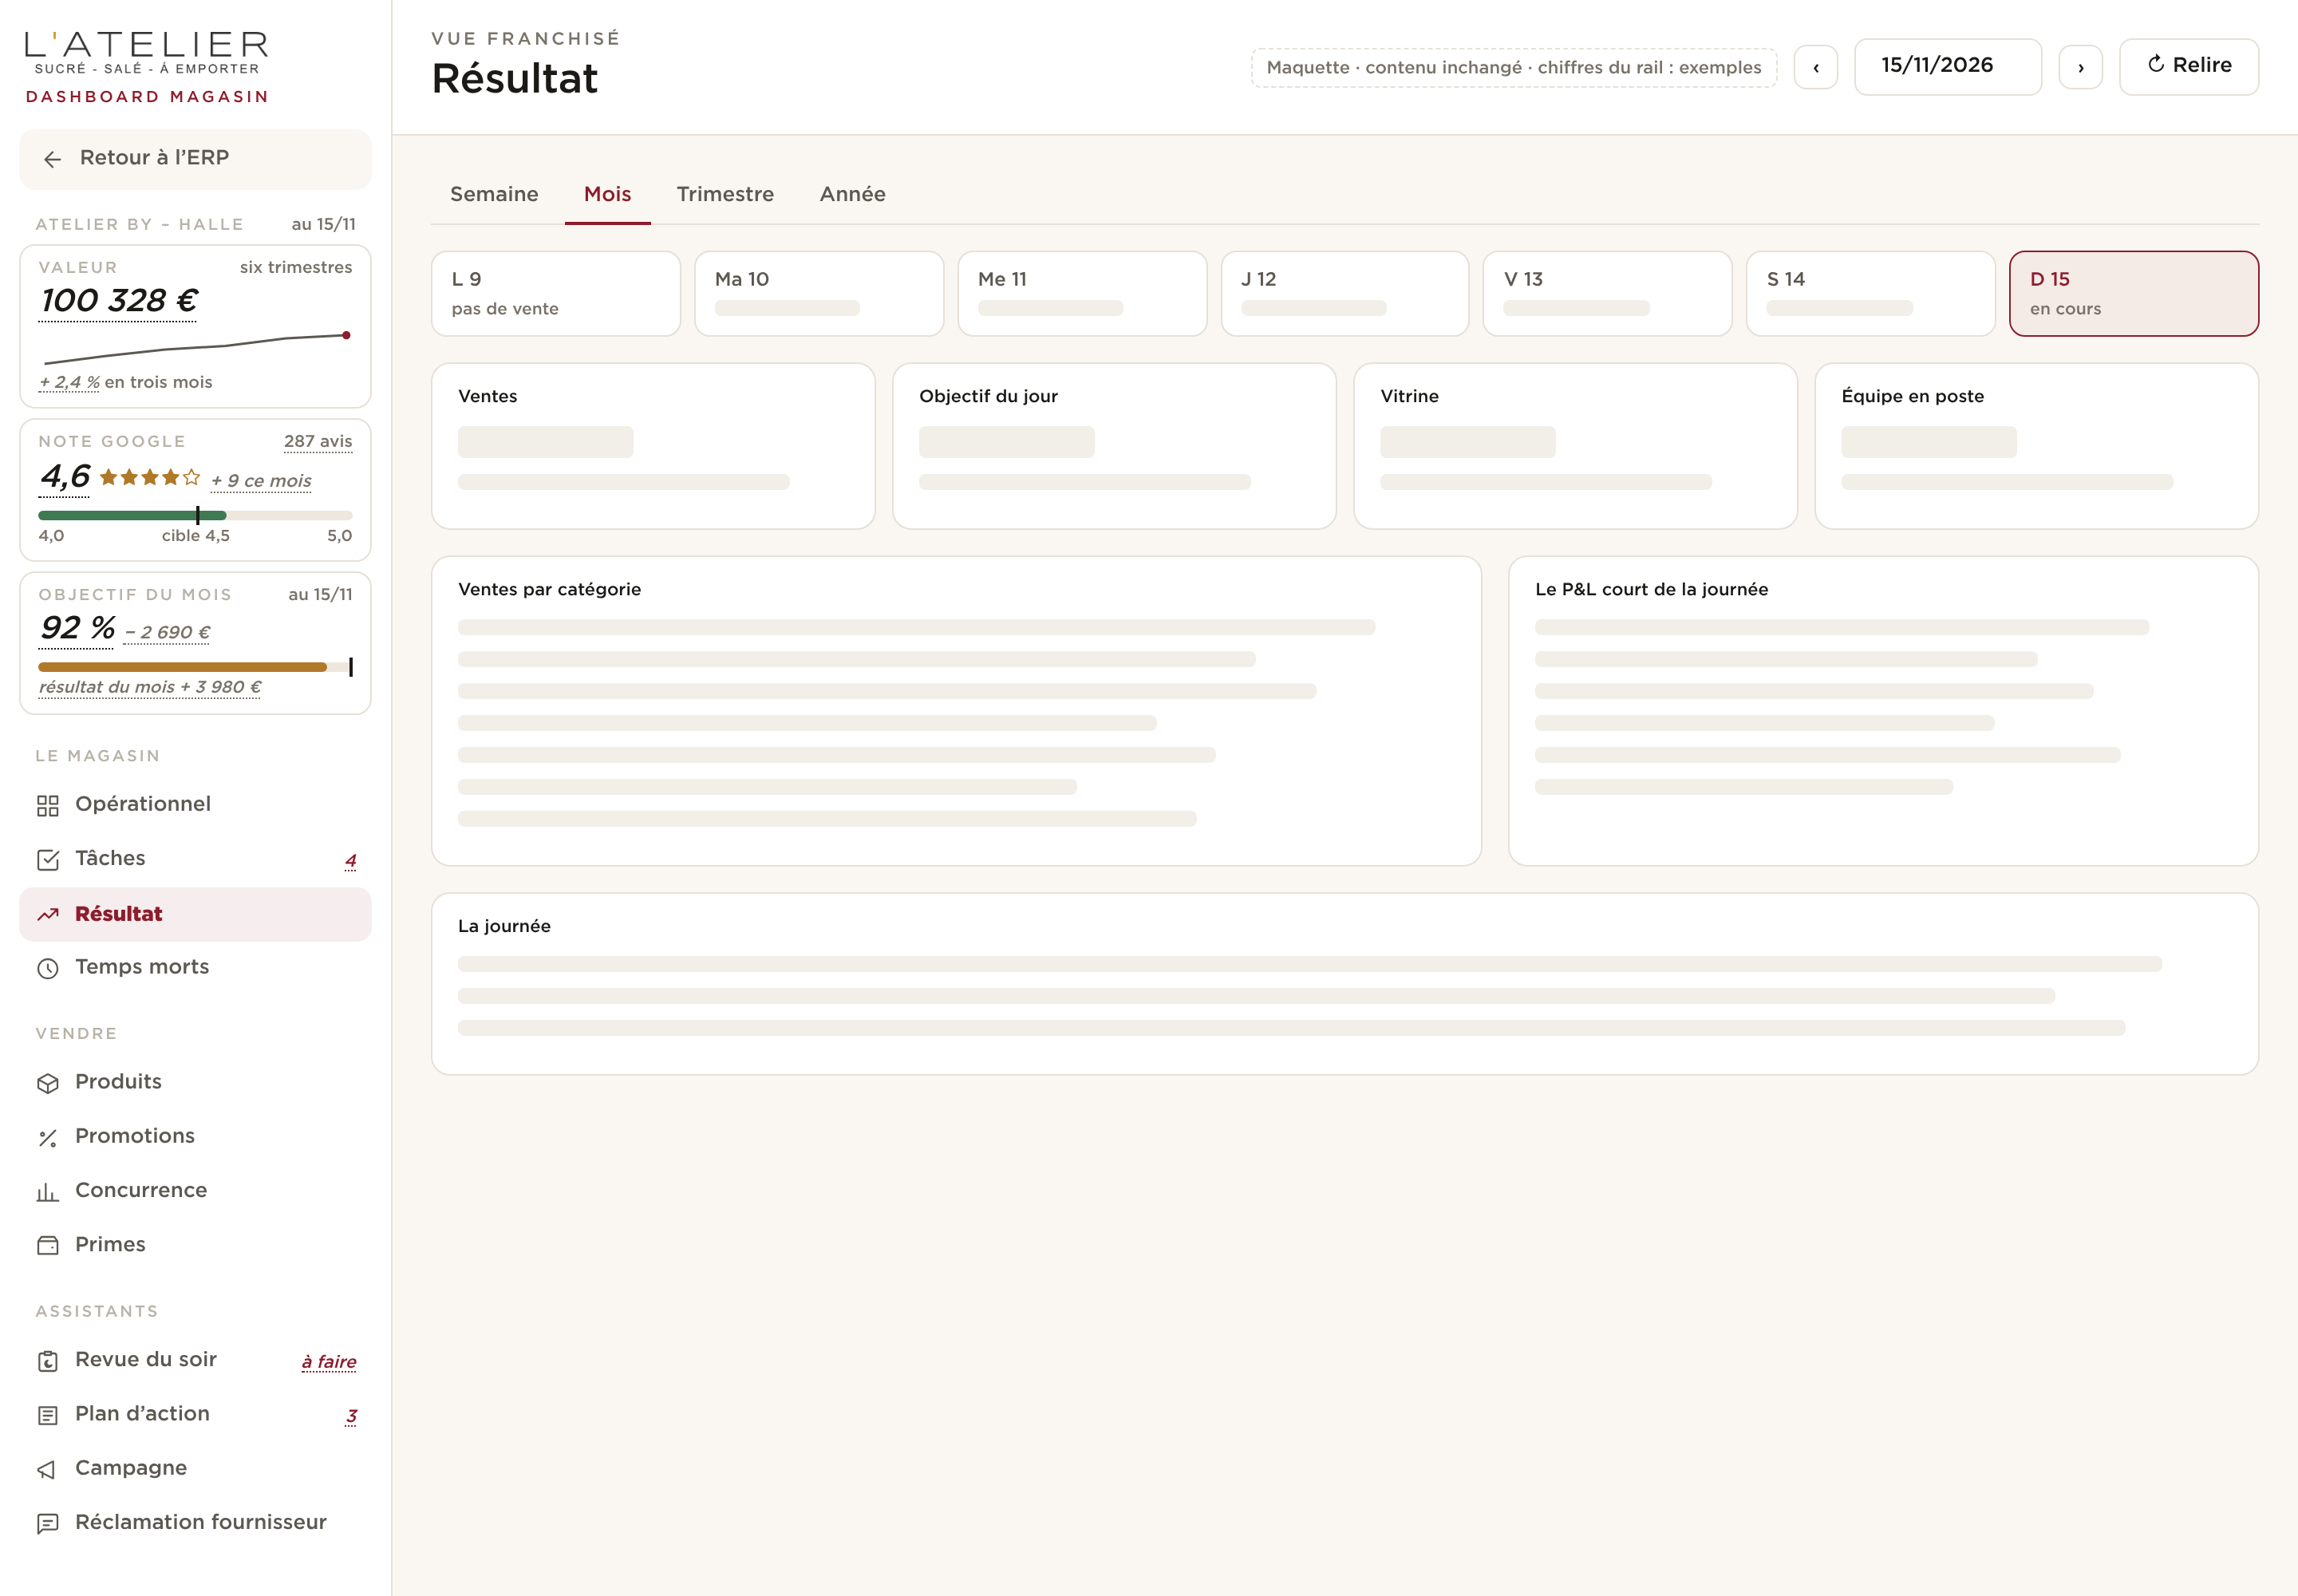 L'ATELIER
SUCRÉ - SALÉ - À EMPORTER
DASHBOARD MAGASIN
Retour à l’ERP
ATELIER BY – HALLE au 15/11
VALEUR six trimestres
100 328 €
+ 2,4 % en trois mois
NOTE GOOGLE 287 avis
4,6 + 9 ce mois
4,0 cible 4,5 5,0
OBJECTIF DU MOIS au 15/11
92 % – 2 690 €
résultat du mois + 3 980 €
LE MAGASIN
Opérationnel
Tâches 4
Résultat
Temps morts
VENDRE
Produits
Promotions
Concurrence
Primes
ASSISTANTS
Revue du soir à faire
Plan d’action 3
Campagne
Réclamation fournisseur
VUE FRANCHISÉ
Résultat
Maquette · contenu inchangé · chiffres du rail : exemples ‹ 15/11/2026 › Relire
Semaine Mois Trimestre Année
L 9 Ma 10 Me 11 J 12 V 13 S 14 D 15
pas de vente en cours
Ventes Objectif du jour Vitrine Équipe en poste
Ventes par catégorie Le P&L court de la journée
La journée